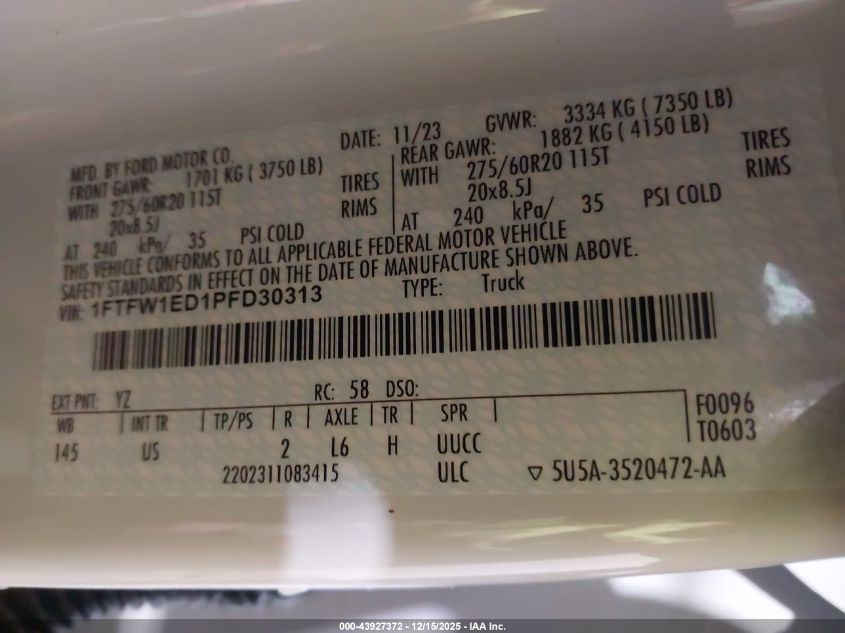 MFD. BY FORD MOTOR CO. DATE: 11/23 GVWR: 3334 KG ( 7350 LB)
FRONT GAWR: 1701 KG ( 3750 LB) REAR GAWR: 1882 KG ( 4150 LB)
WITH 275/60R20 115T TIRES WITH 275/60R20 115T TIRES
20x8.5J RIMS 20x8.5J RIMS
AT 240 kPa/ 35 PSI COLD AT 240 kPa/ 35 PSI COLD
THIS VEHICLE CONFORMS TO ALL APPLICABLE FEDERAL MOTOR VEHICLE
SAFETY STANDARDS IN EFFECT ON THE DATE OF MANUFACTURE SHOWN ABOVE.
VIN: 1FTFW1ED1PFD30313 TYPE: Truck
EXT PNT: YZ RC: 58 DSO:
WB INT TR TP/PS R AXLE TR SPR F0096
145 US 2 L6 H UUCC T0603
2202311083415 ULC ▽ 5U5A-3520472-AA
000-43927372 - 12/15/2025 - IAA Inc.